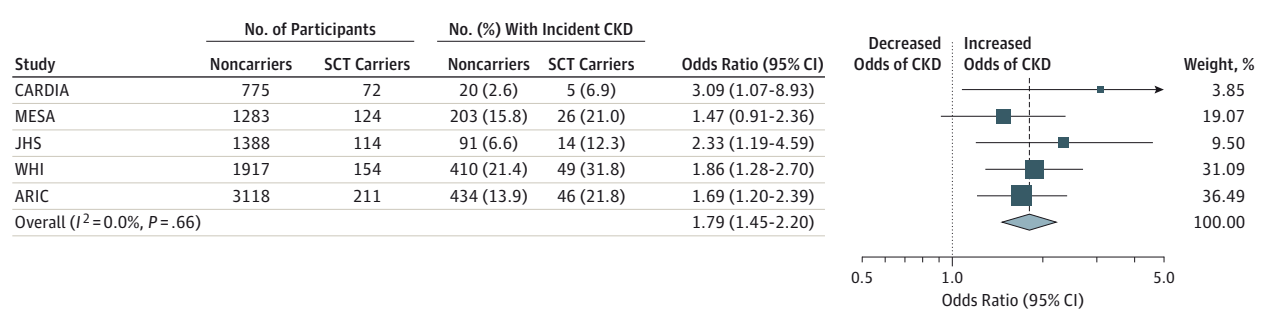 No. of Participants No. (%) With Incident CKD
Decreased Odds of CKD Increased Odds of CKD
Study Noncarriers SCT Carriers Noncarriers SCT Carriers Odds Ratio (95% CI) Weight, %
CARDIA 775 72 20 (2.6) 5 (6.9) 3.09 (1.07-8.93) 3.85
MESA 1283 124 203 (15.8) 26 (21.0) 1.47 (0.91-2.36) 19.07
JHS 1388 114 91 (6.6) 14 (12.3) 2.33 (1.19-4.59) 9.50
WHI 1917 154 410 (21.4) 49 (31.8) 1.86 (1.28-2.70) 31.09
ARIC 3118 211 434 (13.9) 46 (21.8) 1.69 (1.20-2.39) 36.49
Overall (I² = 0.0%, P = .66) 1.79 (1.45-2.20) 100.00
0.5 1.0 5.0
Odds Ratio (95% CI)